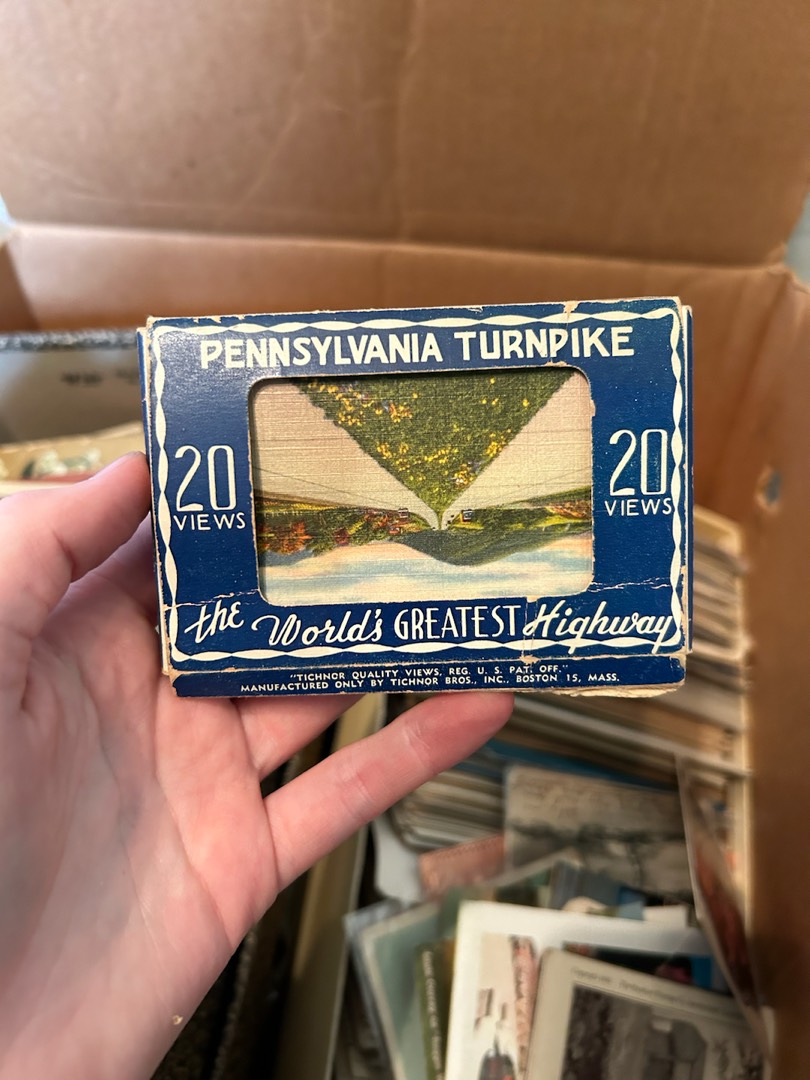 PENNSYLVANIA TURNPIKE
20
VIEWS
20
VIEWS
the World's GREATEST Highway
"TICHNOR QUALITY VIEWS, REG. U. S. PAT. OFF."
MANUFACTURED ONLY BY TICHNOR BROS., INC., BOSTON 15, MASS.